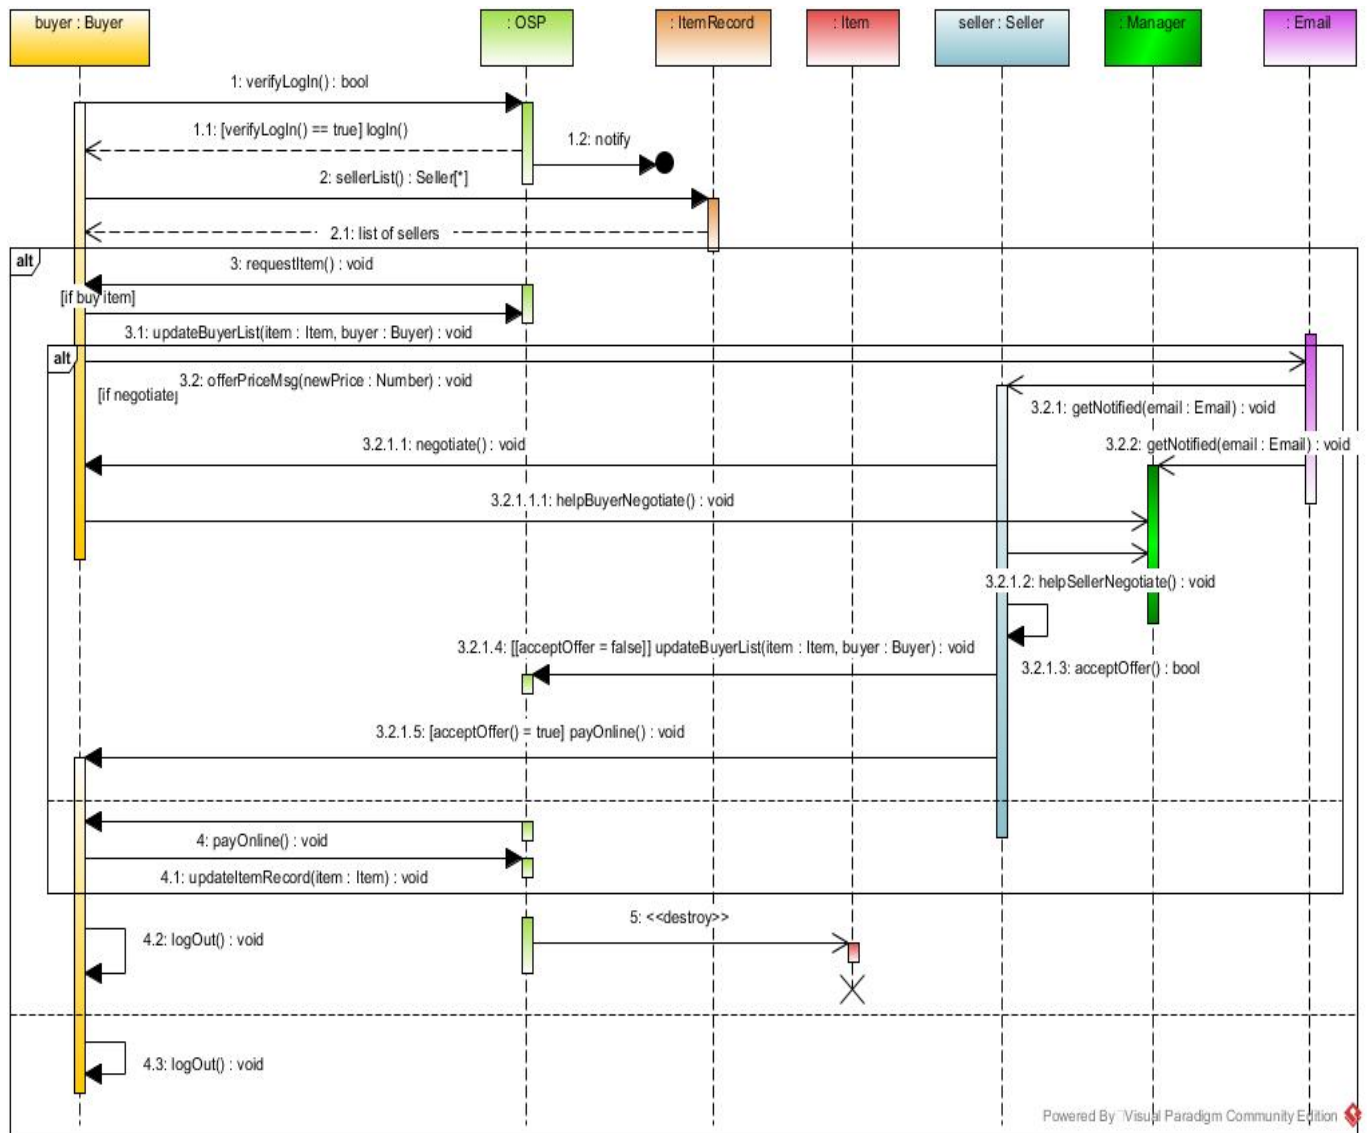 buyer : Buyer
: OSP
: ItemRecord
: Item
seller : Seller
: Manager
: Email
1: verifyLogIn() : bool
1.1: [verifyLogIn() == true] logIn()
1.2: notify
2: sellerList() : Seller[*]
2.1: list of sellers
alt
3: requestItem() : void
[if buy item]
3.1: updateBuyerList(item : Item, buyer : Buyer) : void
alt
3.2: offerPriceMsg(newPrice : Number) : void
[if negotiate]
3.2.1: getNotified(email : Email) : void
3.2.1.1: negotiate() : void
3.2.2: getNotified(email : Email) : void
3.2.1.1.1: helpBuyerNegotiate() : void
3.2.1.2: helpSellerNegotiate() : void
3.2.1.4: [[acceptOffer = false]] updateBuyerList(item : Item, buyer : Buyer) : void
3.2.1.3: acceptOffer() : bool
3.2.1.5: [acceptOffer() = true] payOnline() : void
4: payOnline() : void
4.1: updateItemRecord(item : Item) : void
5: <<destroy>>
4.2: logOut() : void
4.3: logOut() : void
Powered By Visual Paradigm Community Edition